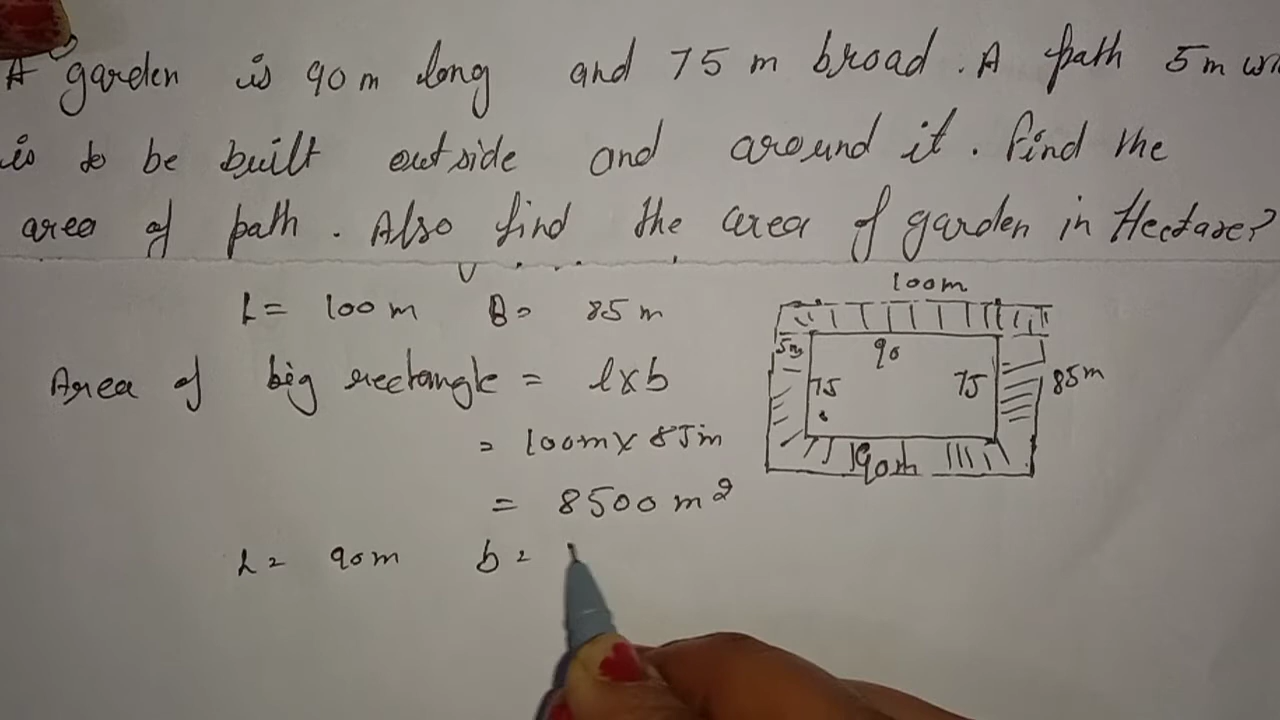 A garden is 90 m long and 75 m broad. A path 5m wi
is to be built outside and around it. Find the
area of path. Also find the area of garden in Hectare?
100m
L = 100 m B = 85 m
5m 90
Area of big rectangle = l x b
75 75 85m
= 100m x 85m
90m
= 8500 m²
L = 90m b =